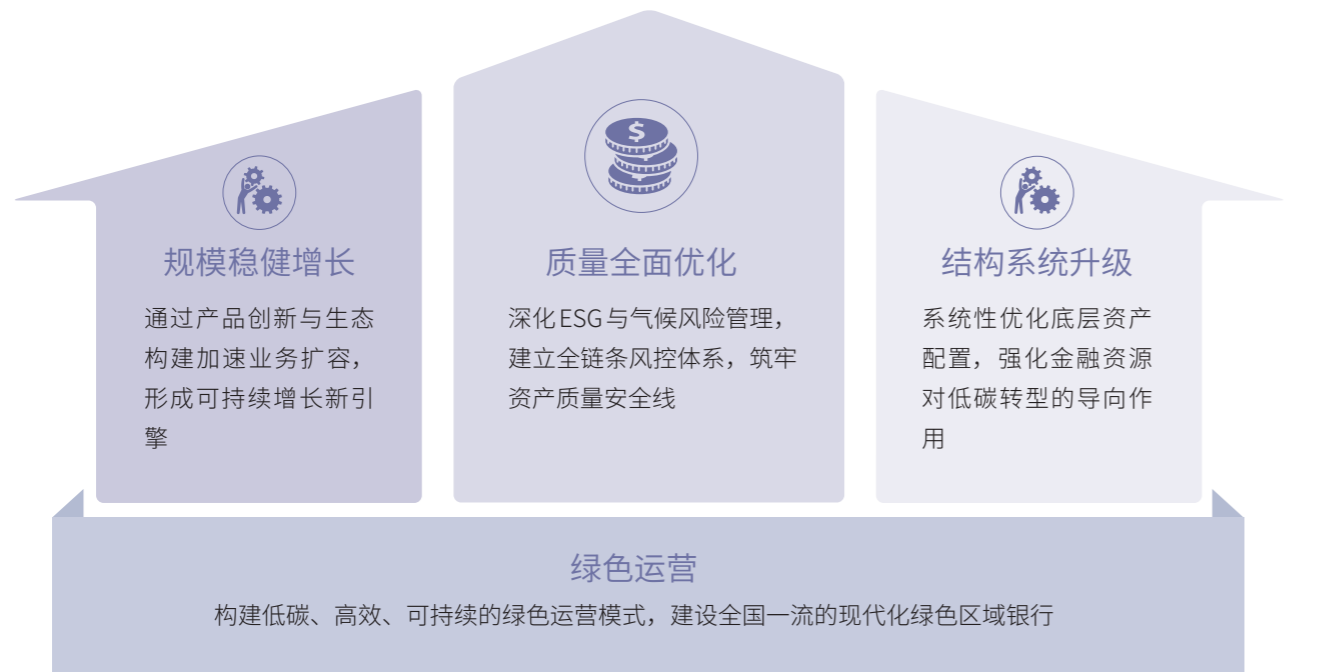 规模稳健增长
通过产品创新与生态
构建加速业务扩容，
形成可持续增长新引
擎
$
质量全面优化
深化ESG与气候风险管理，
建立全链条风控体系，筑牢
资产质量安全线
结构系统升级
系统性优化底层资产
配置，强化金融资源
对低碳转型的导向作
用
绿色运营
构建低碳、高效、可持续的绿色运营模式，建设全国一流的现代化绿色区域银行